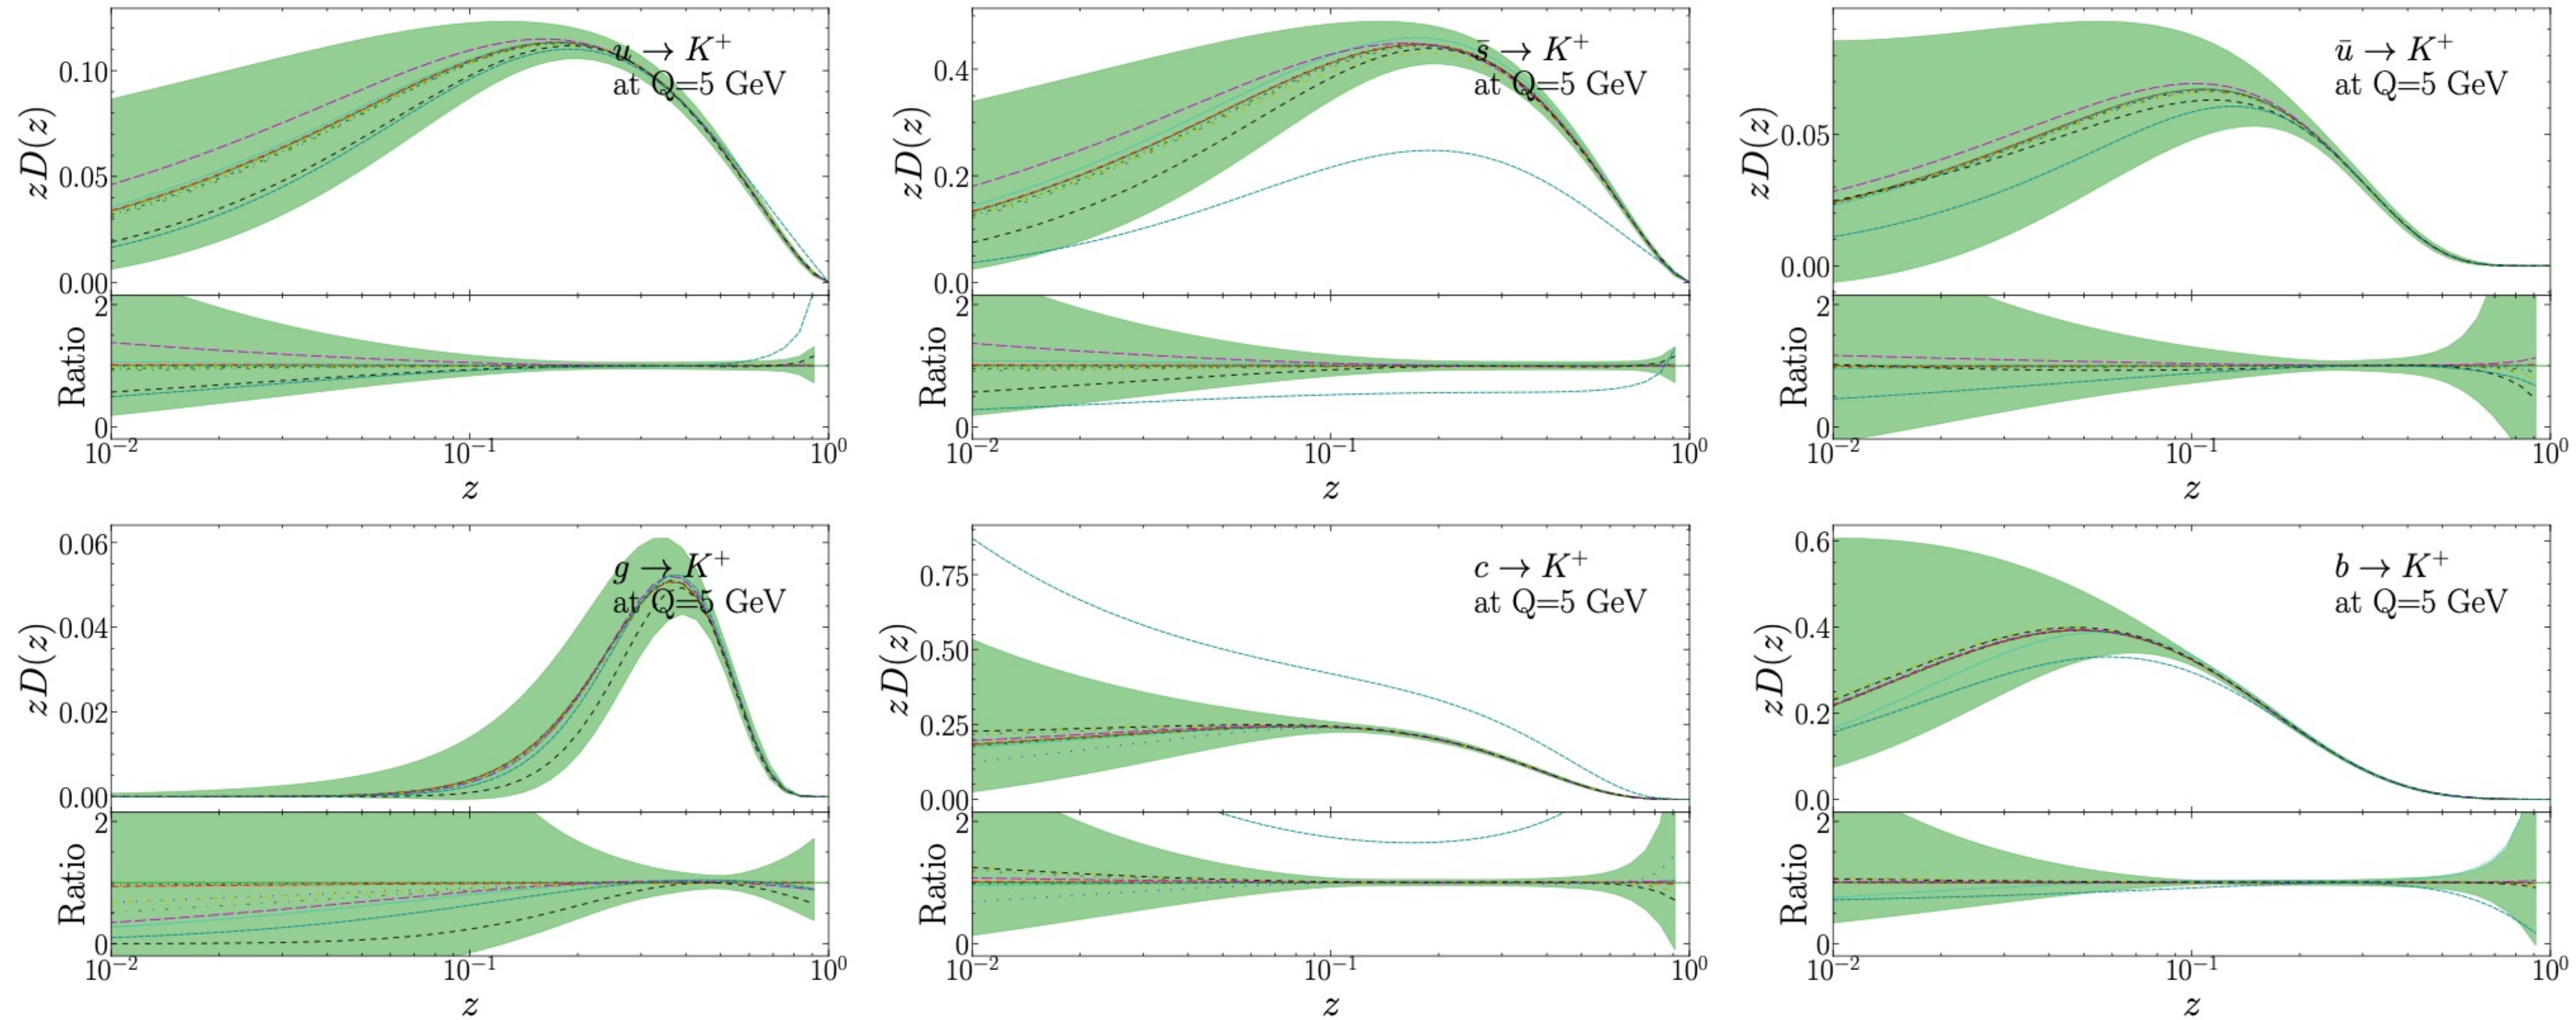 u → K⁺
at Q=5 GeV
zD(z)
0.10
0.05
0.00
Ratio
2
0
10⁻²
10⁻¹
10⁰
z
s̄ → K⁺
at Q=5 GeV
zD(z)
0.4
0.2
0.0
Ratio
2
0
10⁻²
10⁻¹
10⁰
z
ū → K⁺
at Q=5 GeV
zD(z)
0.05
0.00
Ratio
2
0
10⁻²
10⁻¹
10⁰
z
g → K⁺
at Q=5 GeV
zD(z)
0.06
0.04
0.02
0.00
Ratio
2
0
10⁻²
10⁻¹
10⁰
z
c → K⁺
at Q=5 GeV
zD(z)
0.75
0.50
0.25
0.00
Ratio
2
0
10⁻²
10⁻¹
10⁰
z
b → K⁺
at Q=5 GeV
zD(z)
0.6
0.4
0.2
0.0
Ratio
2
0
10⁻²
10⁻¹
10⁰
z